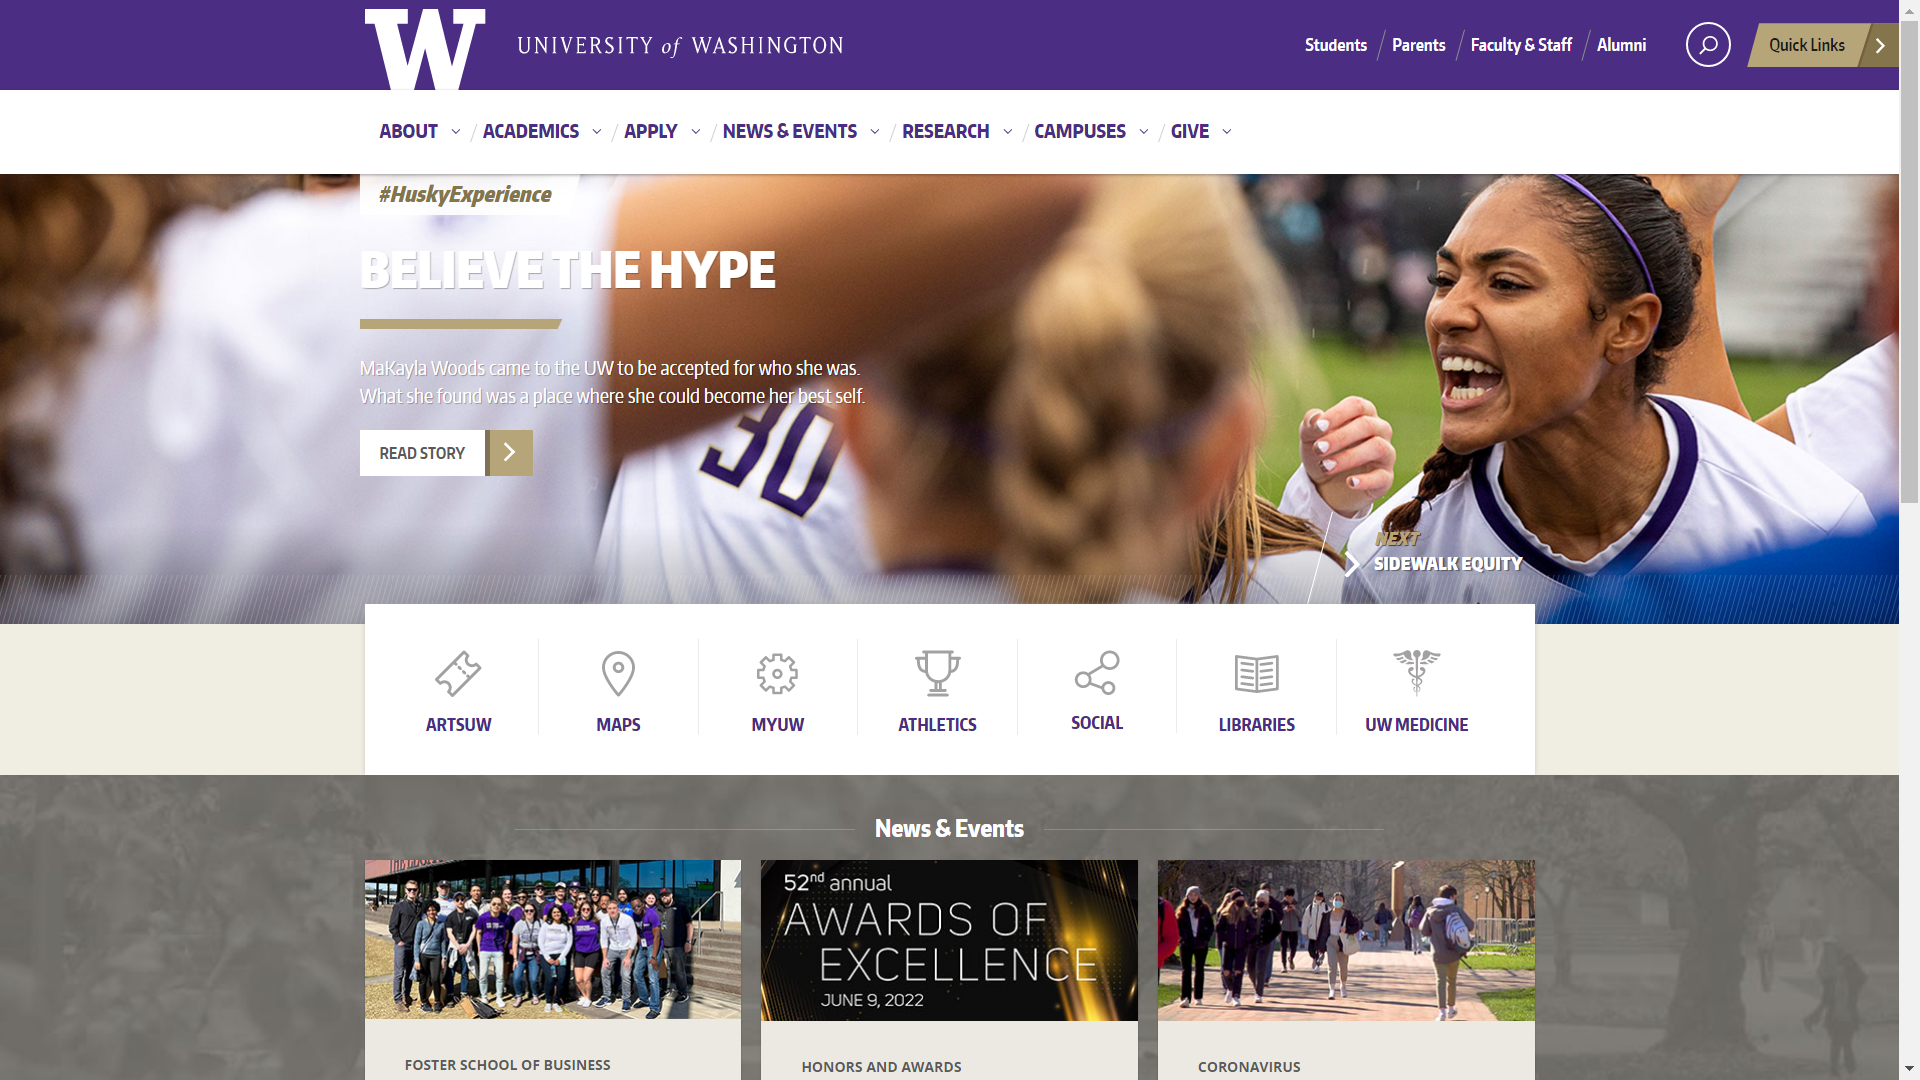 W UNIVERSITY of WASHINGTON
Students
Parents
Faculty & Staff
Alumni
Quick Links
ABOUT
ACADEMICS
APPLY
NEWS & EVENTS
RESEARCH
CAMPUSES
GIVE
#HuskyExperience
BELIEVE THE HYPE
MaKayla Woods came to the UW to be accepted for who she was.
What she found was a place where she could become her best self.
READ STORY
30
NEXT
SIDEWALK EQUITY
ARTSUW
MAPS
MYUW
ATHLETICS
SOCIAL
LIBRARIES
UW MEDICINE
News & Events
52nd annual
AWARDS OF
EXCELLENCE
JUNE 9, 2022
FOSTER SCHOOL OF BUSINESS
HONORS AND AWARDS
CORONAVIRUS